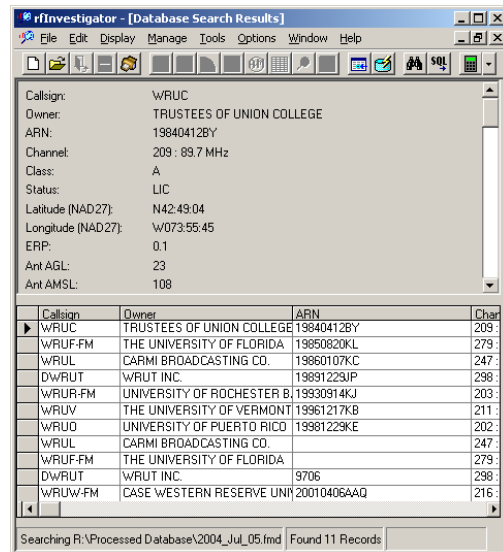 rfInvestigator - [Database Search Results]
File Edit Display Manage Tools Options Window Help
SQL
Callsign: WRUC
Owner: TRUSTEES OF UNION COLLEGE
ARN: 19840412BY
Channel: 209 : 89.7 MHz
Class: A
Status: LIC
Latitude (NAD27): N42:49:04
Longitude (NAD27): W073:55:45
ERP: 0.1
Ant AGL: 23
Ant AMSL: 108
Callsign Owner ARN Chan
WRUC TRUSTEES OF UNION COLLEGE 19840412BY 209 :
WRUF-FM THE UNIVERSITY OF FLORIDA 19850820KL 279 :
WRUL CARMI BROADCASTING CO. 19860107KC 247 :
DWRUT WRUT INC. 19891229JP 298 :
WRUR-FM UNIVERSITY OF ROCHESTER B. 19930914KJ 203 :
WRUV THE UNIVERSITY OF VERMONT 19961217KB 211 :
WRUO UNIVERSITY OF PUERTO RICO 19981229KE 202 :
WRUL CARMI BROADCASTING CO. 247 :
WRUF-FM THE UNIVERSITY OF FLORIDA 279 :
DWRUT WRUT INC. 9706 298 :
WRUW-FM CASE WESTERN RESERVE UNIV 20010406AAQ 216 :
Searching R:\Processed Database\2004_Jul_05.fmd Found 11 Records